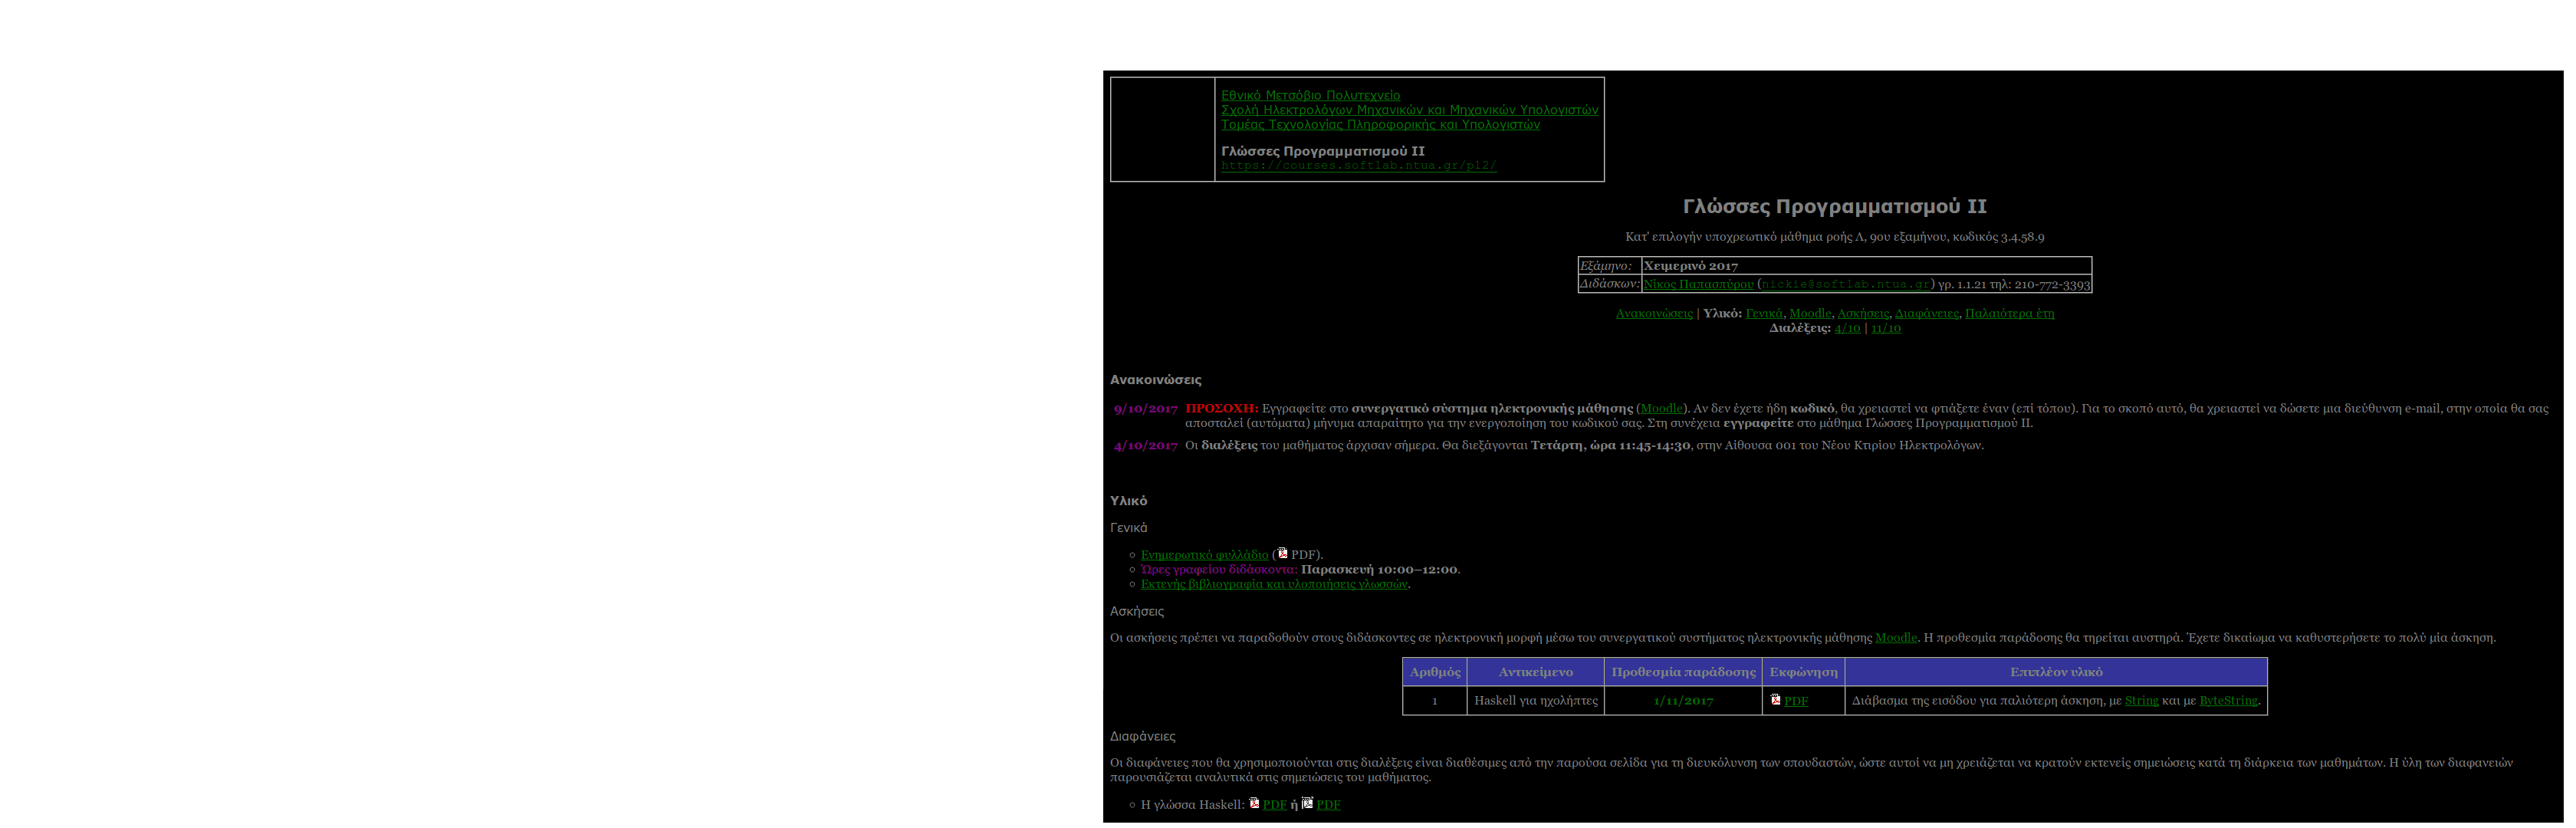 Εθνικό Μετσόβιο Πολυτεχνείο
Σχολή Ηλεκτρολόγων Μηχανικών και Μηχανικών Υπολογιστών
Τομέας Τεχνολογίας Πληροφορικής και Υπολογιστών
Γλώσσες Προγραμματισμού ΙΙ
https://courses.softlab.ntua.gr/pl2/
Γλώσσες Προγραμματισμού ΙΙ
Κατ' επιλογήν υποχρεωτικό μάθημα ροής Λ, 9ου εξαμήνου, κωδικός 3.4.58.9
Εξάμηνο: Χειμερινό 2017
Διδάσκων: Νίκος Παπασπύρου (nickie@softlab.ntua.gr) γρ. 1.1.21 τηλ: 210-772-3393
Ανακοινώσεις | Υλικό: Γενικά, Moodle, Ασκήσεις, Διαφάνειες, Παλαιότερα έτη
Διαλέξεις: 4/10 | 11/10
Ανακοινώσεις
9/10/2017 ΠΡΟΣΟΧΗ: Εγγραφείτε στο συνεργατικό σύστημα ηλεκτρονικής μάθησης (Moodle). Αν δεν έχετε ήδη κωδικό, θα χρειαστεί να φτιάξετε έναν (επί τόπου). Για το σκοπό αυτό, θα χρειαστεί να δώσετε μια διεύθυνση e-mail, στην οποία θα σας
αποσταλεί (αυτόματα) μήνυμα απαραίτητο για την ενεργοποίηση του κωδικού σας. Στη συνέχεια εγγραφείτε στο μάθημα Γλώσσες Προγραμματισμού ΙΙ.
4/10/2017 Οι διαλέξεις του μαθήματος άρχισαν σήμερα. Θα διεξάγονται Τετάρτη, ώρα 11:45-14:30, στην Αίθουσα 001 του Νέου Κτιρίου Ηλεκτρολόγων.
Υλικό
Γενικά
Ενημερωτικό φυλλάδιο (PDF).
Ώρες γραφείου διδάσκοντα: Παρασκευή 10:00–12:00.
Εκτενής βιβλιογραφία και υλοποιήσεις γλωσσών.
Ασκήσεις
Οι ασκήσεις πρέπει να παραδοθούν στους διδάσκοντες σε ηλεκτρονική μορφή μέσω του συνεργατικού συστήματος ηλεκτρονικής μάθησης Moodle. Η προθεσμία παράδοσης θα τηρείται αυστηρά. Έχετε δικαίωμα να καθυστερήσετε το πολύ μία άσκηση.
Αριθμός Αντικείμενο Προθεσμία παράδοσης Εκφώνηση Επιπλέον υλικό
1 Haskell για ηχολήπτες 1/11/2017 PDF Διάβασμα της εισόδου για παλιότερη άσκηση, με String και με ByteString.
Διαφάνειες
Οι διαφάνειες που θα χρησιμοποιούνται στις διαλέξεις είναι διαθέσιμες από την παρούσα σελίδα για τη διευκόλυνση των σπουδαστών, ώστε αυτοί να μη χρειάζεται να κρατούν εκτενείς σημειώσεις κατά τη διάρκεια των μαθημάτων. Η ύλη των διαφανειών
παρουσιάζεται αναλυτικά στις σημειώσεις του μαθήματος.
Η γλώσσα Haskell: PDF ή PDF